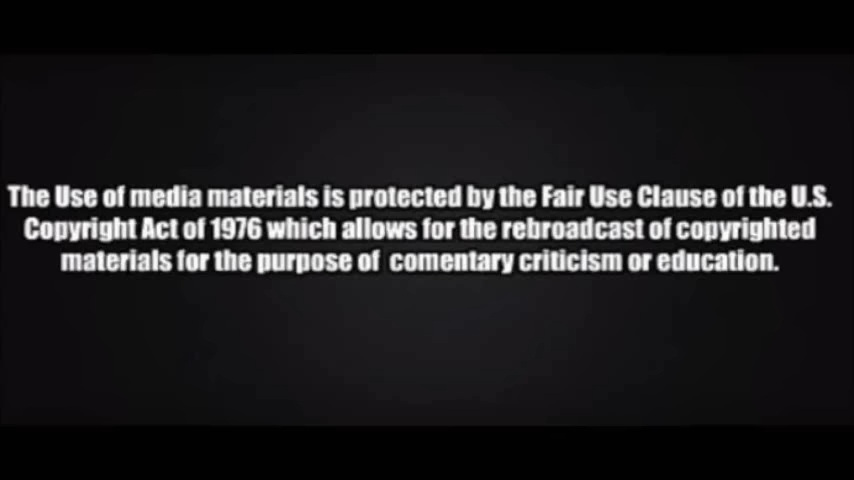 The Use of media materials is protected by the Fair Use Clause of the U.S.
Copyright Act of 1976 which allows for the rebroadcast of copyrighted
materials for the purpose of comentary criticism or education.